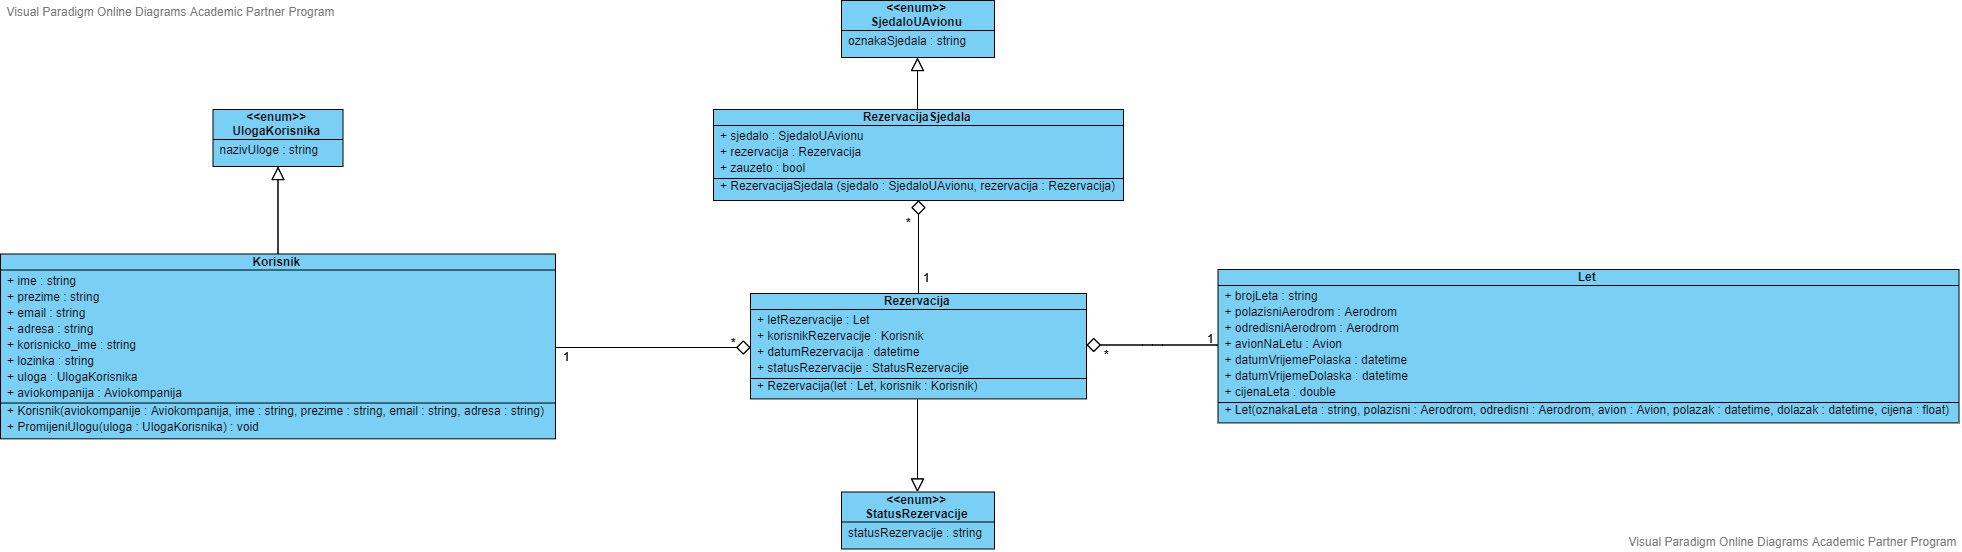 Visual Paradigm Online Diagrams Academic Partner Program
<<enum>>
SjedaloUAvionu
oznakaSjedala : string
<<enum>>
UlogaKorisnika
nazivUloge : string
RezervacijaSjedala
+ sjedalo : SjedaloUAvionu
+ rezervacija : Rezervacija
+ zauzeto : bool
+ RezervacijaSjedala (sjedalo : SjedaloUAvionu, rezervacija : Rezervacija)
*
1
Korisnik
+ ime : string
+ prezime : string
+ email : string
+ adresa : string
+ korisnicko_ime : string
+ lozinka : string
+ uloga : UlogaKorisnika
+ aviokompanija : Aviokompanija
+ Korisnik(aviokompanije : Aviokompanija, ime : string, prezime : string, email : string, adresa : string)
+ PromijeniUlogu(uloga : UlogaKorisnika) : void
1
*
Rezervacija
+ letRezervacije : Let
+ korisnikRezervacije : Korisnik
+ datumRezervacija : datetime
+ statusRezervacije : StatusRezervacije
+ Rezervacija(let : Let, korisnik : Korisnik)
*
1
Let
+ brojLeta : string
+ polazisniAerodrom : Aerodrom
+ odredisniAerodrom : Aerodrom
+ avionNaLetu : Avion
+ datumVrijemePolaska : datetime
+ datumVrijemeDolaska : datetime
+ cijenaLeta : double
+ Let(oznakaLeta : string, polazisni : Aerodrom, odredisni : Aerodrom, avion : Avion, polazak : datetime, dolazak : datetime, cijena : float)
<<enum>>
StatusRezervacije
statusRezervacije : string
Visual Paradigm Online Diagrams Academic Partner Program